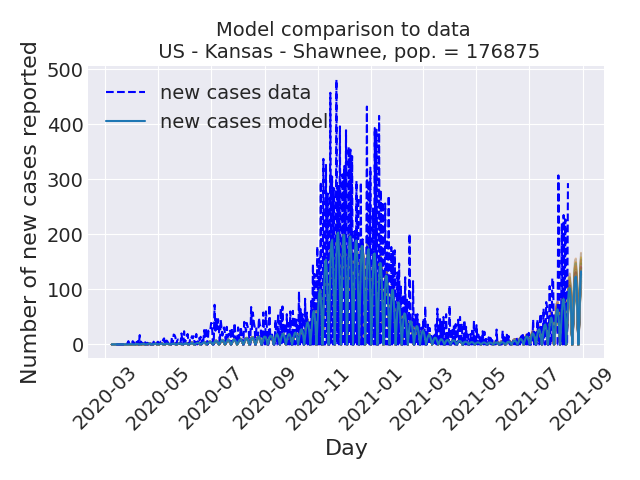 Model comparison to data
US - Kansas - Shawnee, pop. = 176875
Number of new cases reported
500
400
300
200
100
0
new cases data
new cases model
2020-03
2020-05
2020-07
2020-09
2020-11
2021-01
2021-03
2021-05
2021-07
2021-09
Day